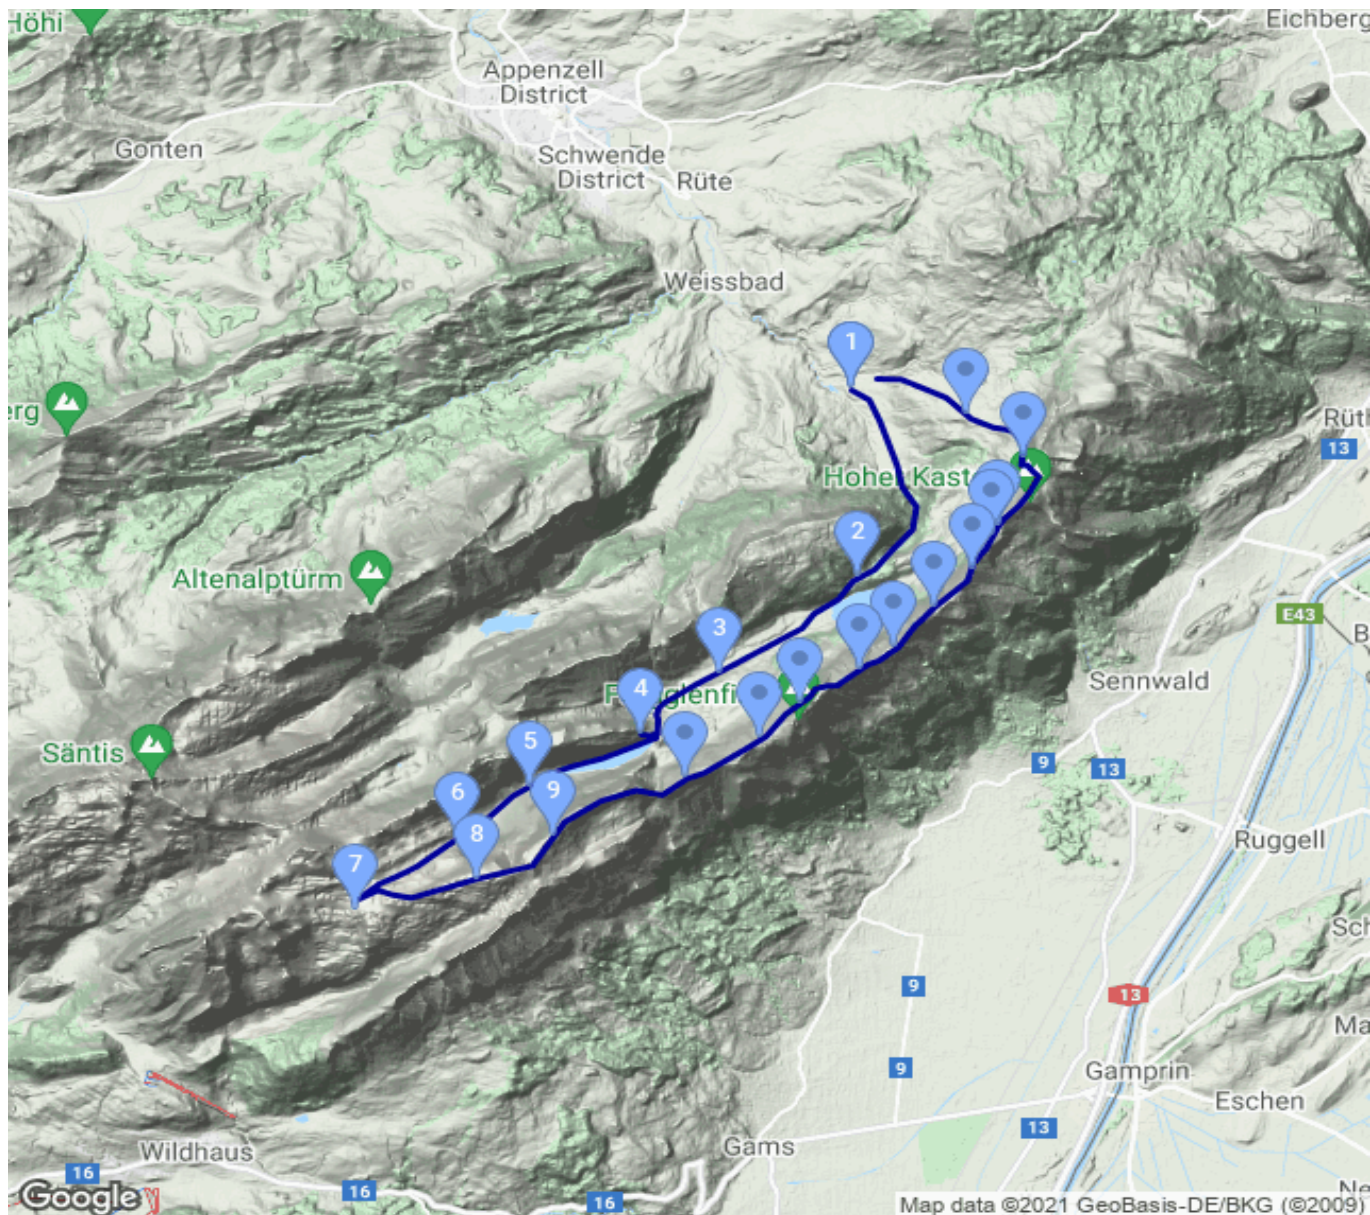 Höhi
Eichberg
Appenzell
District
Gonten
Schwende
District
Rüte
Weissbad
1
erg
Rüt
13
Hoher Kast
2
Altenalptürm
E43
B
3
Sennwald
4
Säntis
5
9
13
9
6
8
Ruggell
7
Sch
9
13
Ma
9
Gamprin
Eschen
13
Wildhaus
Gams
16
16
16
Ne
Google
Map data ©2021 GeoBasis-DE/BKG (©2009)